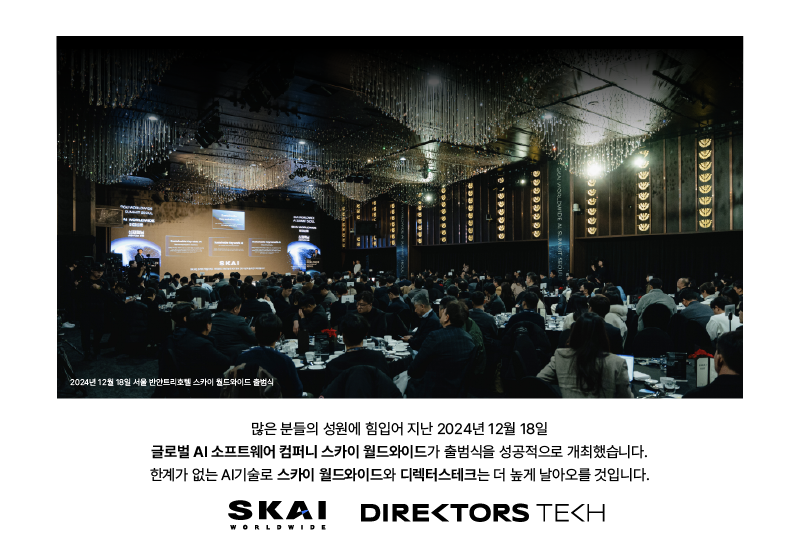 SKAI
2024년 12월 18일 서울 반얀트리호텔 스카이 월드와이드 출범식
많은 분들의 성원에 힘입어 지난 2024년 12월 18일
글로벌 AI 소프트웨어 컴퍼니 스카이 월드와이드가 출범식을 성공적으로 개최했습니다.
한계가 없는 AI기술로 스카이 월드와이드와 디렉터스테크는 더 높게 날아오를 것입니다.
SKAI
WORLDWIDE
DIRECTORS TECH